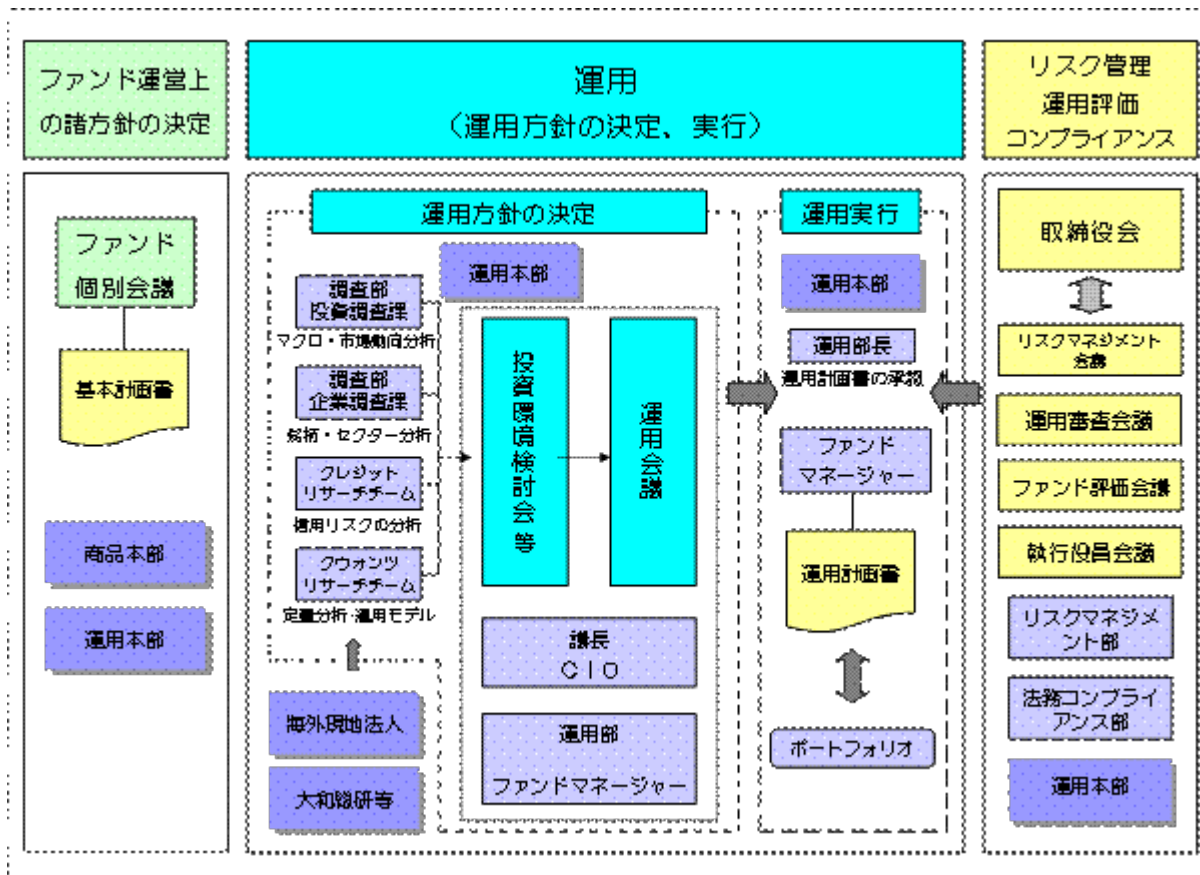 ファンド運営上
の諸方針の決定
運用
（運用方針の決定、実行）
リスク管理
運用評価
コンプライアンス
ファンド
個別会議
基本計画書
商品本部
運用本部
運用方針の決定
運用本部
調査部
投資調査課
マクロ・市場動向分析
調査部
企業調査課
銘柄・セクター分析
クレジット
リサーチチーム
信用リスクの分析
クウォンツ
リサーチチーム
定量分析・運用モデル
海外現地法人
大和総研等
投資環境検討会等
運用会議
議長
ＣＩＯ
運用部
ファンドマネージャー
運用実行
運用本部
運用部長
運用計画書の承認
ファンド
マネージャー
運用計画書
ポートフォリオ
取締役会
リスクマネジメント
会議
運用審査会議
ファンド評価会議
執行役員会議
リスクマネジメ
ント部
法務コンプライ
アンス部
運用本部